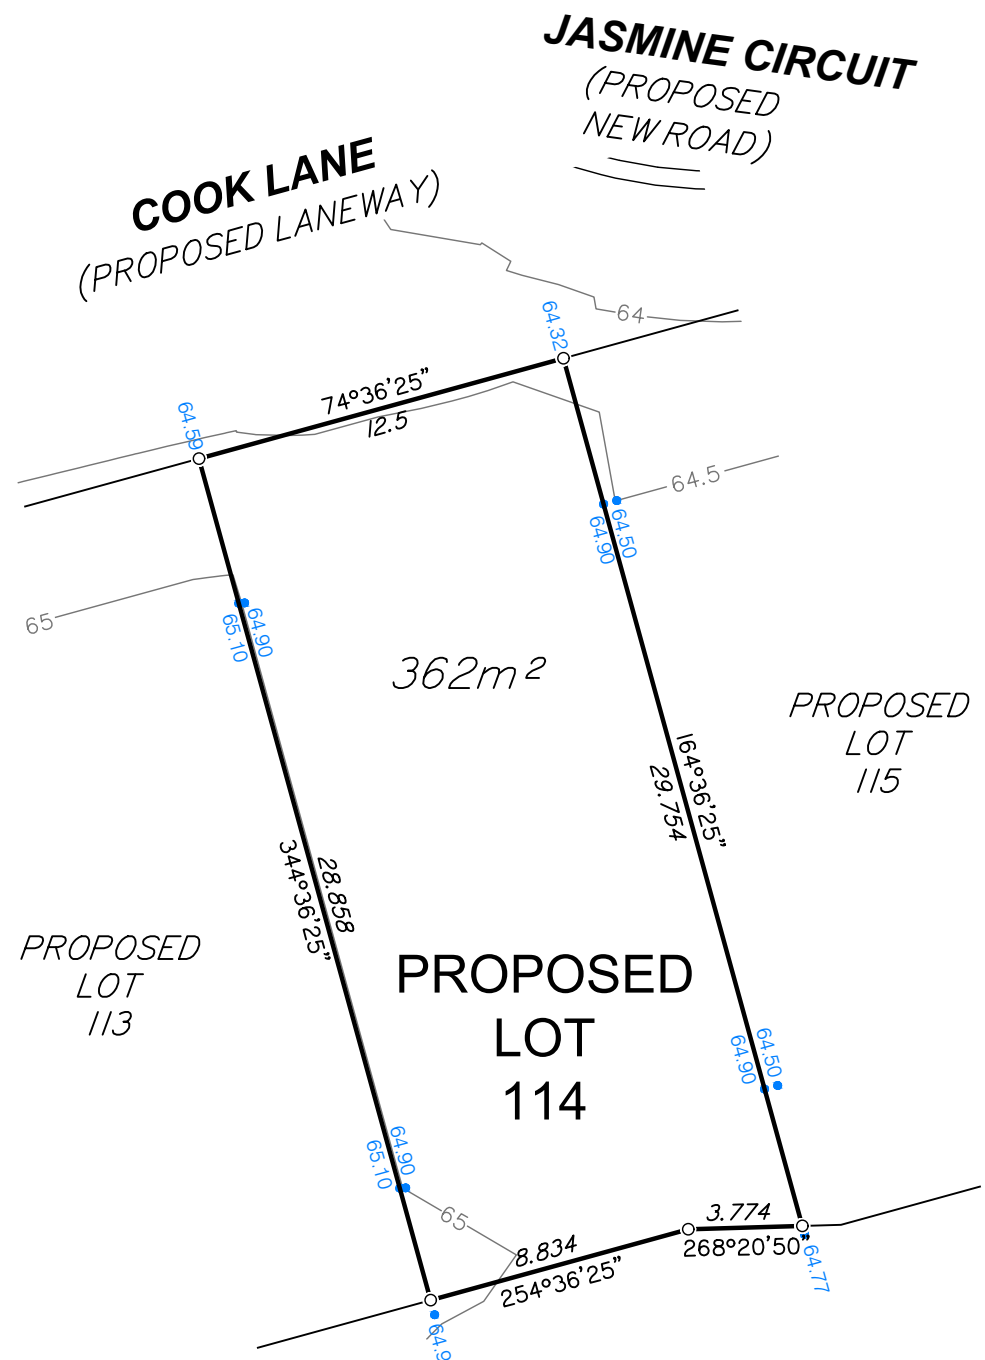 JASMINE CIRCUIT
(PROPOSED
NEW ROAD)
COOK LANE
(PROPOSED LANEWAY)
64
64.32
74°36'25"
12.5
64.59
64.5
64.50
64.90
65
64.90
65.10
362m²
PROPOSED
LOT
115
164°36'25"
29.754
28.858
344°36'25"
PROPOSED
LOT
113
PROPOSED
LOT
114
64.50
64.90
64.90
65.10
65
3.774
268°20'50"
8.834
254°36'25"
64.77